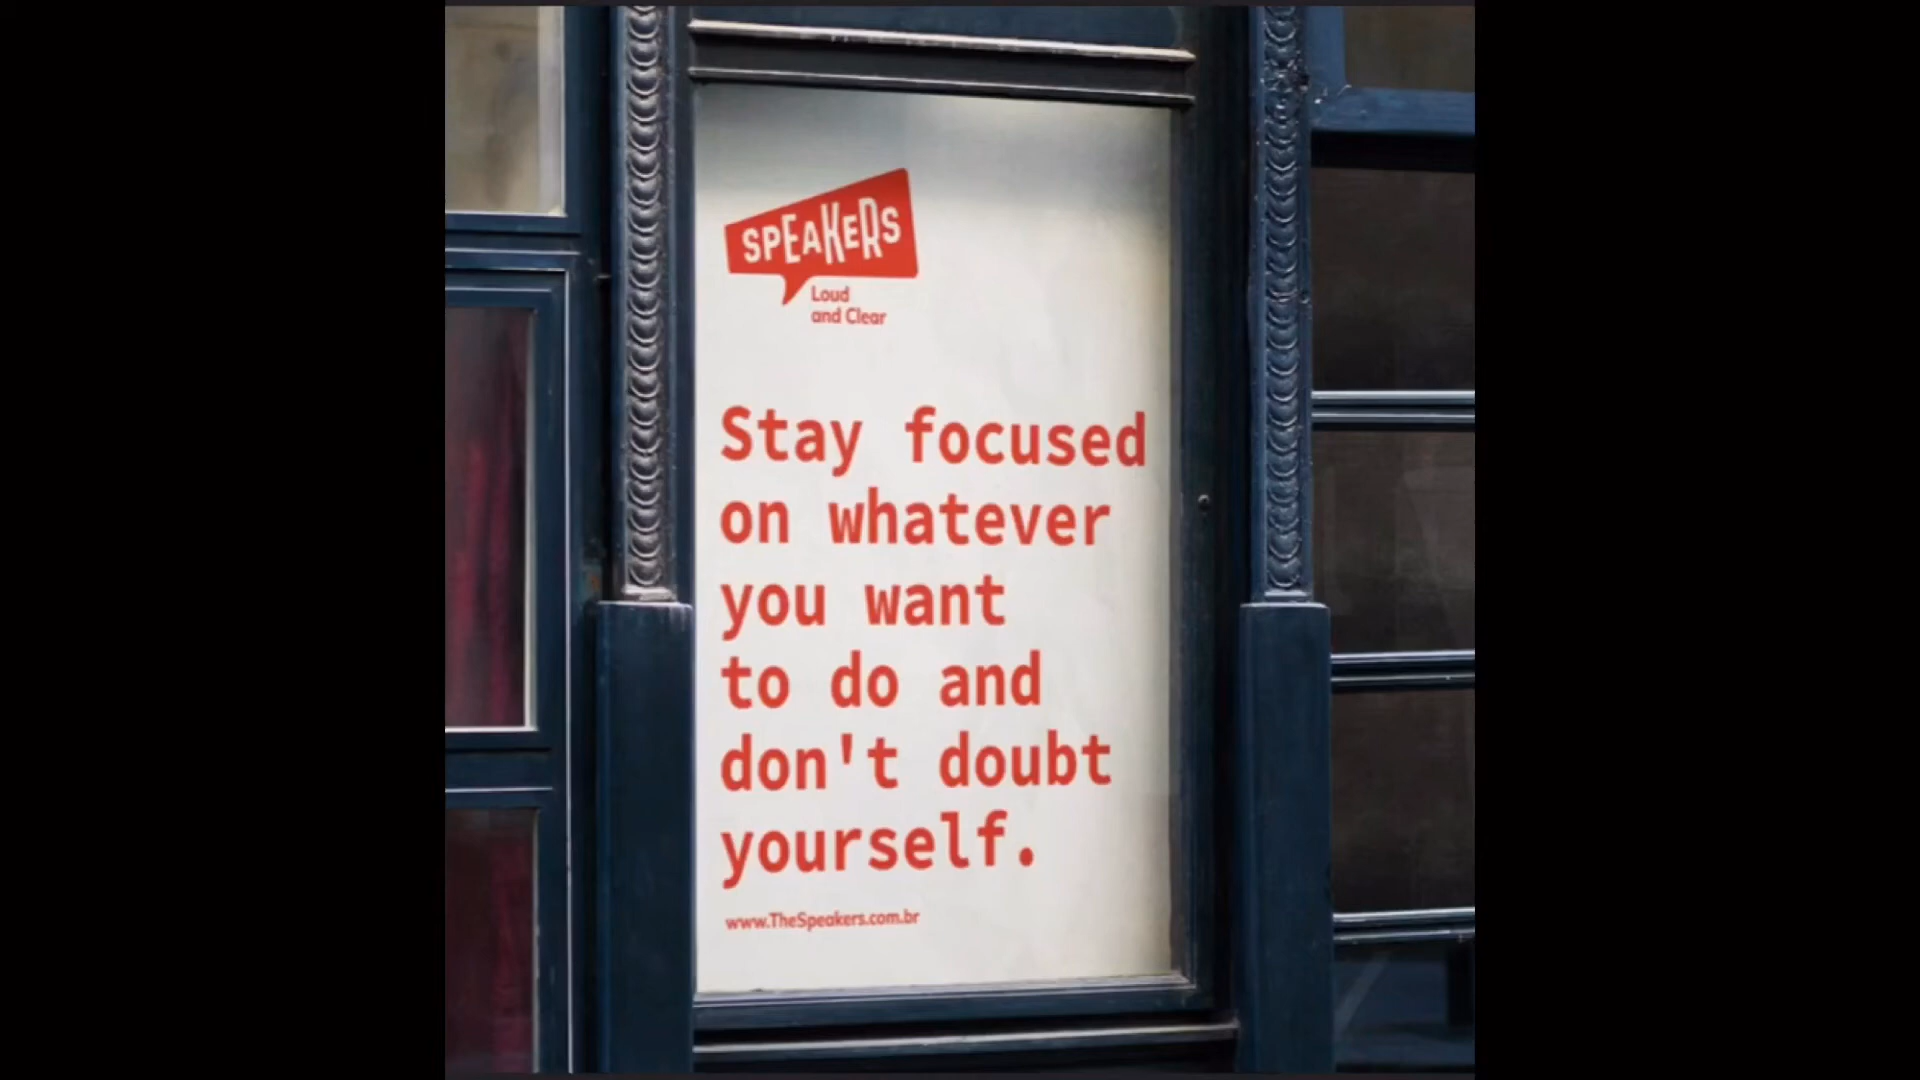 SPEAKERS
Loud
and Clear
Stay focused
on whatever
you want
to do and
don't doubt
yourself.
www.TheSpeakers.com.br